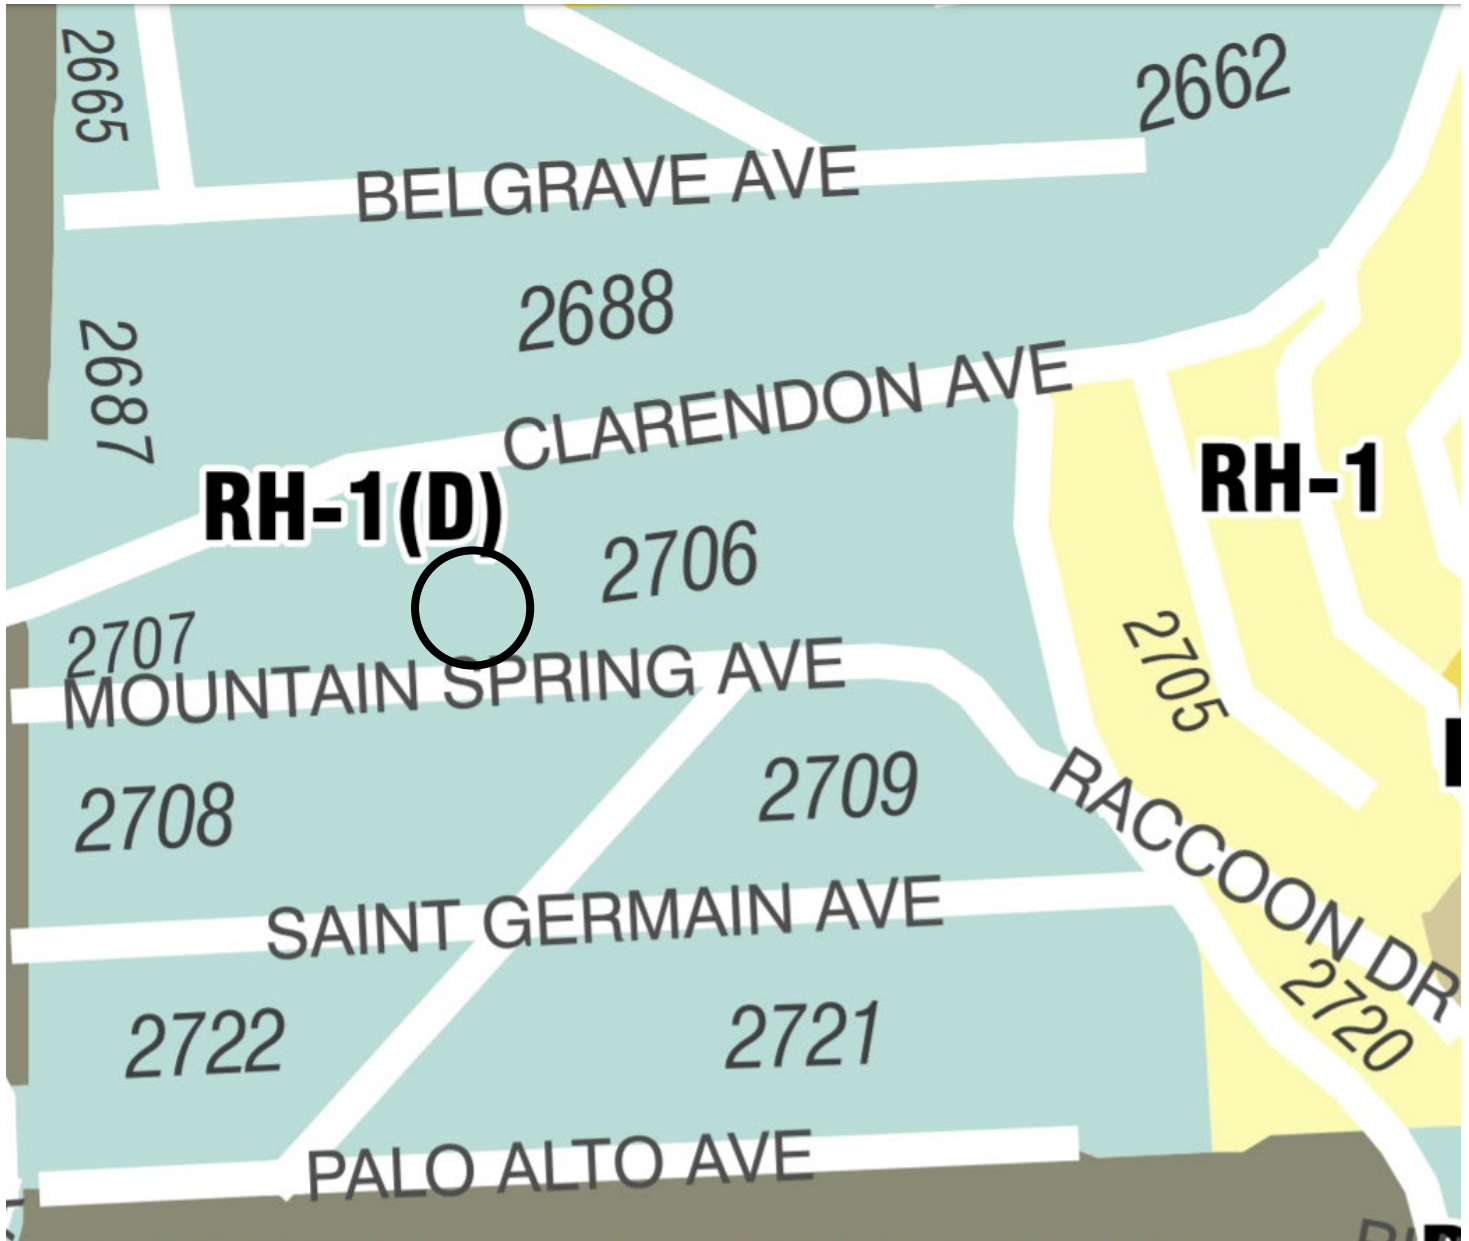 2665
2662
BELGRAVE AVE
2688
2687
CLARENDON AVE
RH-1(D)
RH-1
2706
2707
MOUNTAIN SPRING AVE
2705
2708
2709
RACCOON DR
SAINT GERMAIN AVE
2722
2721
2720
PALO ALTO AVE